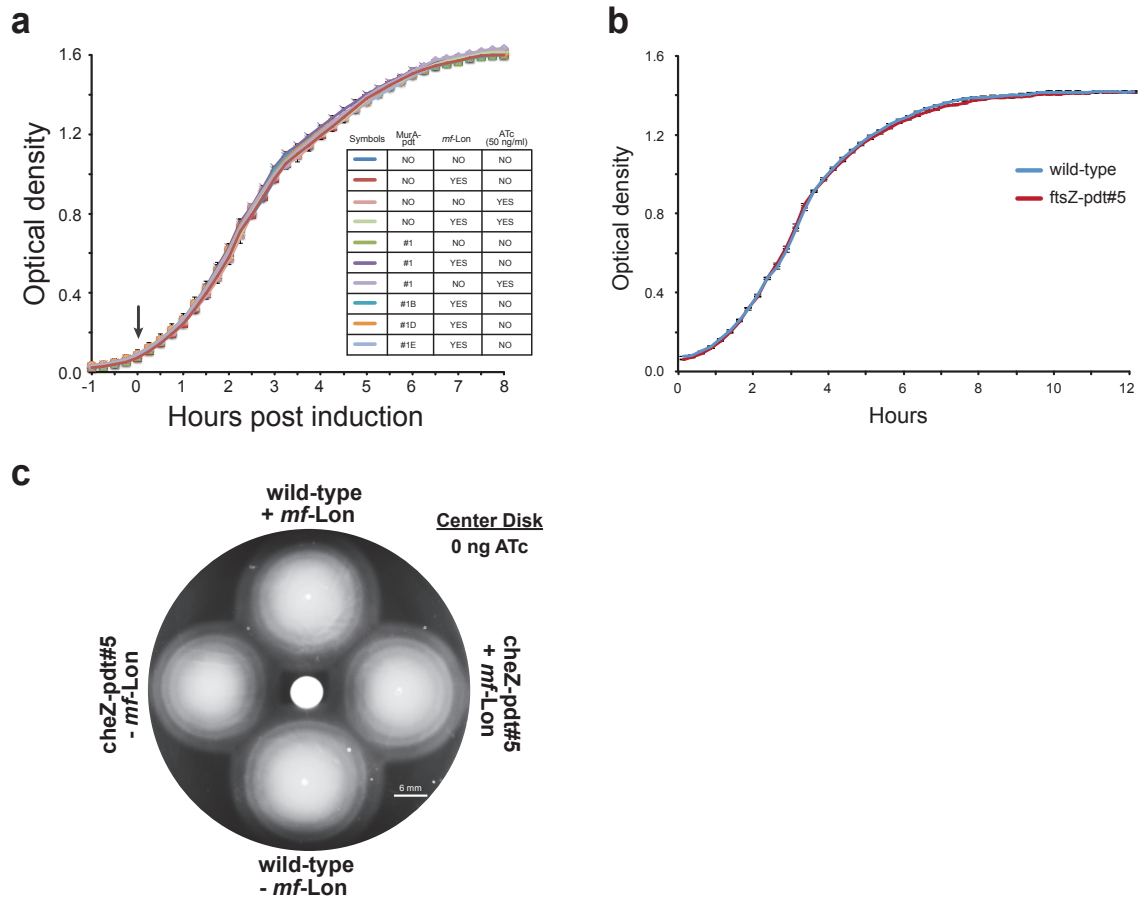 a
1.6
1.2
0.8
0.4
0.0
-1 0 1 2 3 4 5 6 7 8
Optical density
Hours post induction
Symbols MurA-pdt mf-Lon ATc (50 ng/ml)
NO NO NO
NO YES NO
NO NO YES
NO YES YES
#1 NO NO
#1 YES NO
#1 NO YES
#1B YES NO
#1D YES NO
#1E YES NO
b
1.6
1.2
0.8
0.4
0.0
0 2 4 6 8 10 12
Optical density
Hours
wild-type
ftsZ-pdt#5
c
wild-type
+ mf-Lon
Center Disk
0 ng ATc
cheZ-pdt#5
- mf-Lon
cheZ-pdt#5
+ mf-Lon
6 mm
wild-type
- mf-Lon